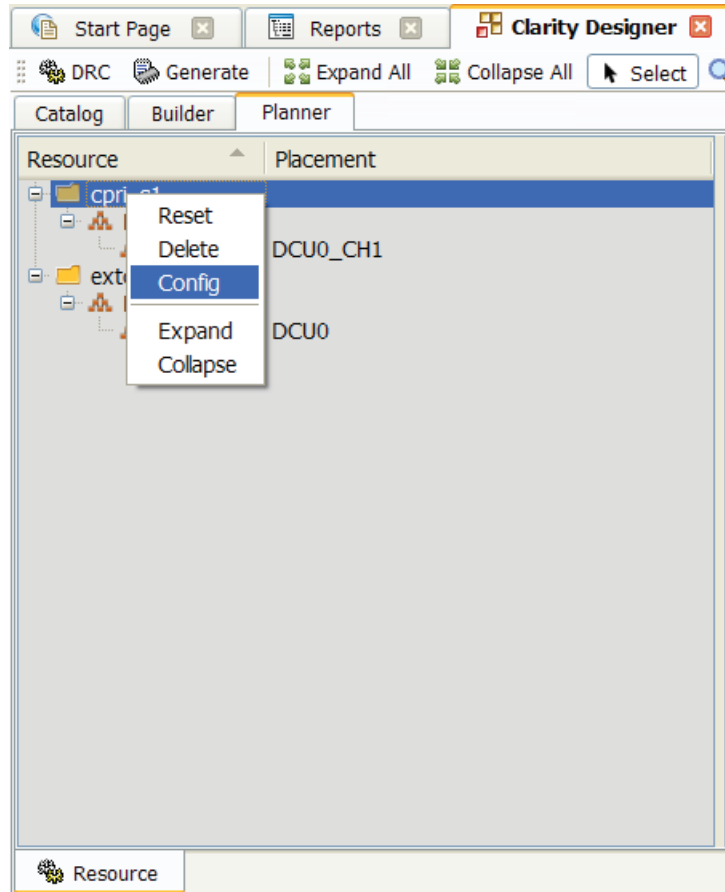 Start Page Reports Clarity Designer
DRC Generate Expand All Collapse All Select
Catalog Builder Planner
Resource Placement
Reset
Delete DCU0_CH1
Config
Expand DCU0
Collapse
Resource